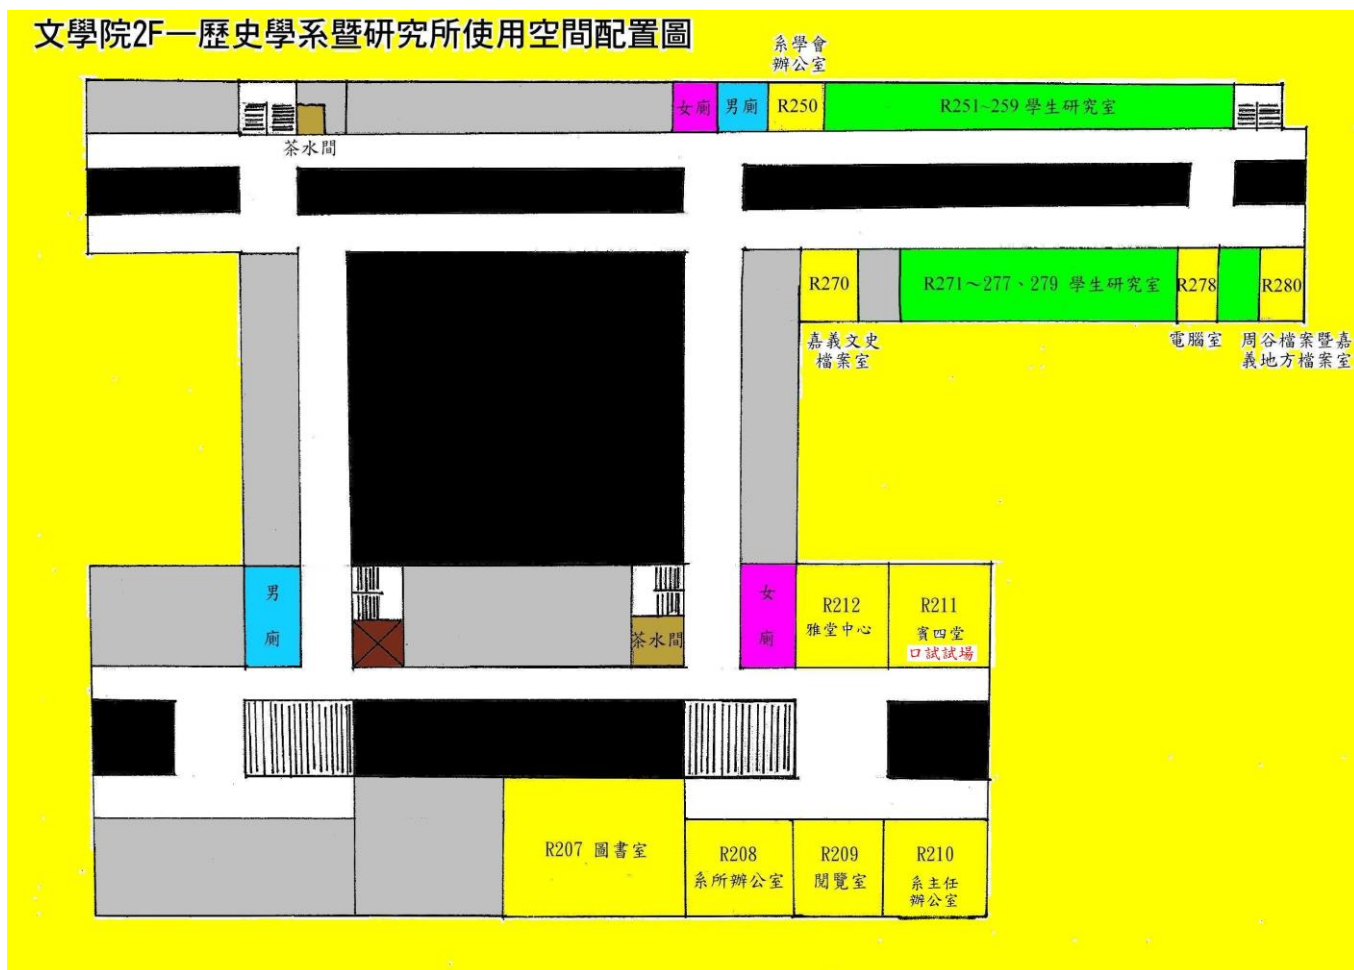 文學院2F—歷史學系暨研究所使用空間配置圖
系學會
辦公室
女廁
男廁
R250
R251~259 學生研究室
茶水間
R270
R271～277、279 學生研究室
R278
R280
嘉義文史
檔案室
電腦室
周谷檔案暨嘉
義地方檔案室
男
廁
茶水間
女
廁
R212
雅堂中心
R211
賓四堂
口試試場
R207 圖書室
R208
系所辦公室
R209
閱覽室
R210
系主任
辦公室